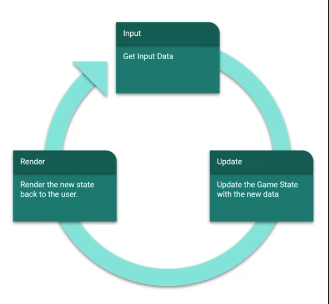 Input
Get Input Data
Update
Update the Game State
with the new data
Render
Render the new state
back to the user.